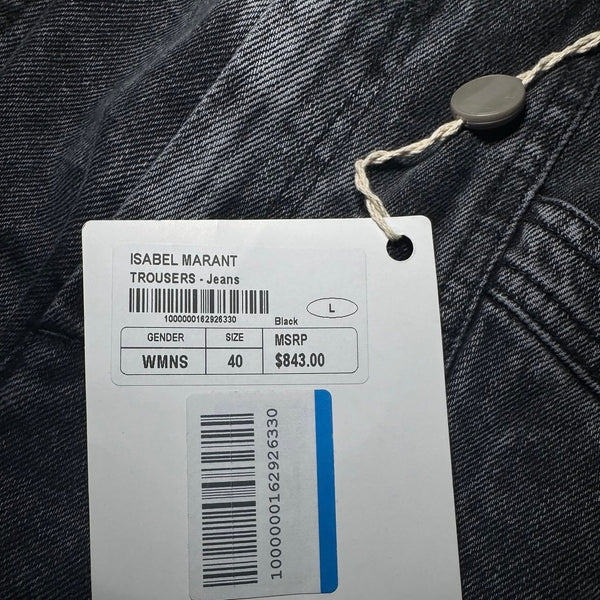 ISABEL MARANT
TROUSERS - Jeans
1000000162926330
Black
L
GENDER SIZE MSRP
WMNS 40 $843.00
1000000162926330